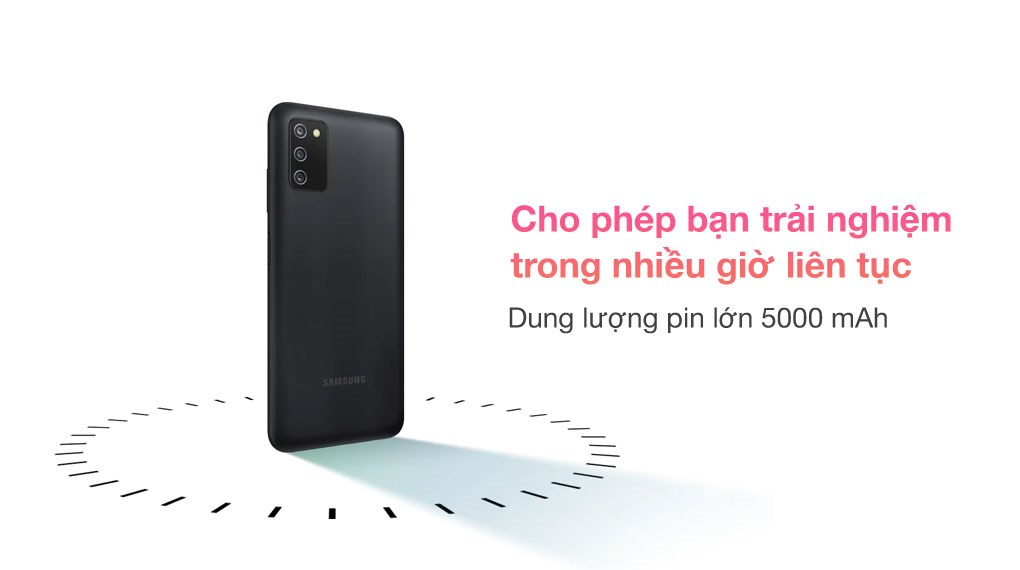 Cho phép bạn trải nghiệm
trong nhiều giờ liên tục
Dung lượng pin lớn 5000 mAh
SAMSUNG